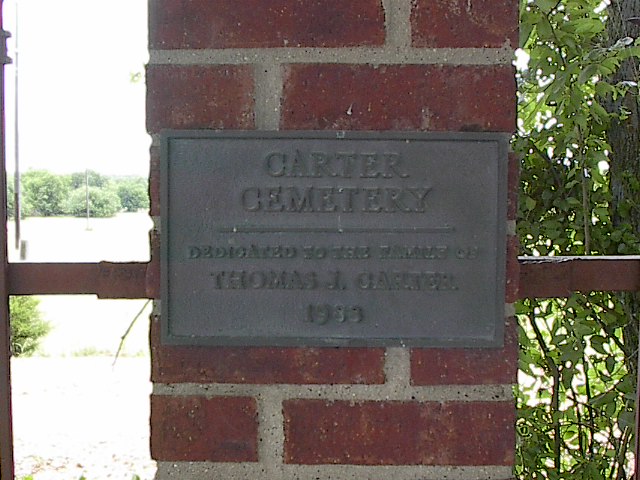 CARTER
CEMETERY
DEDICATED TO THE FAMILY OF
THOMAS J. CARTER